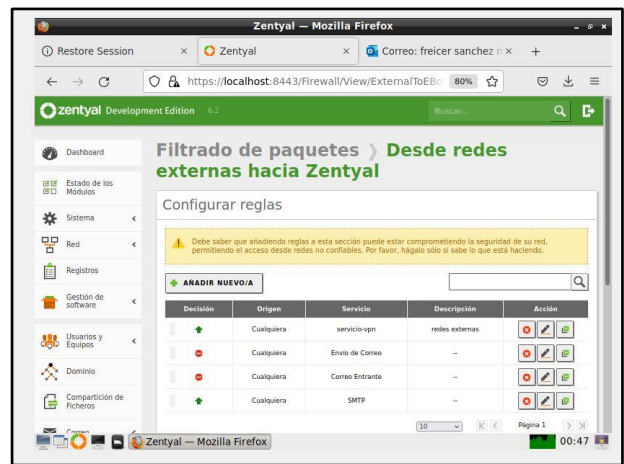 Zentyal — Mozilla Firefox
Restore Session
Zentyal
Correo: freicer sanchez
https://localhost:8443/Firewall/View/ExternalToEBo
80%
zentyal Development Edition 6.2
Buscar...
Dashboard
Estado de los
Módulos
Sistema
Red
Registros
Gestión de
software
Usuarios y
Equipos
Dominio
Compartición de
Ficheros
Correo
Filtrado de paquetes ❭ Desde redes
externas hacia Zentyal
Configurar reglas
Debe saber que añadiendo reglas a esta sección puede estar comprometiendo la seguridad de su red,
permitiendo el acceso desde redes no confiables. Por favor, hágalo sólo si sabe lo que está haciendo.
AÑADIR NUEVO/A
Decisión Origen Servicio Descripción Acción
Cualquiera servicio-vpn redes externas
Cualquiera Envío de Correo --
Cualquiera Correo Entrante --
Cualquiera SMTP --
10 Página 1
Zentyal — Mozilla Firefox
00:47